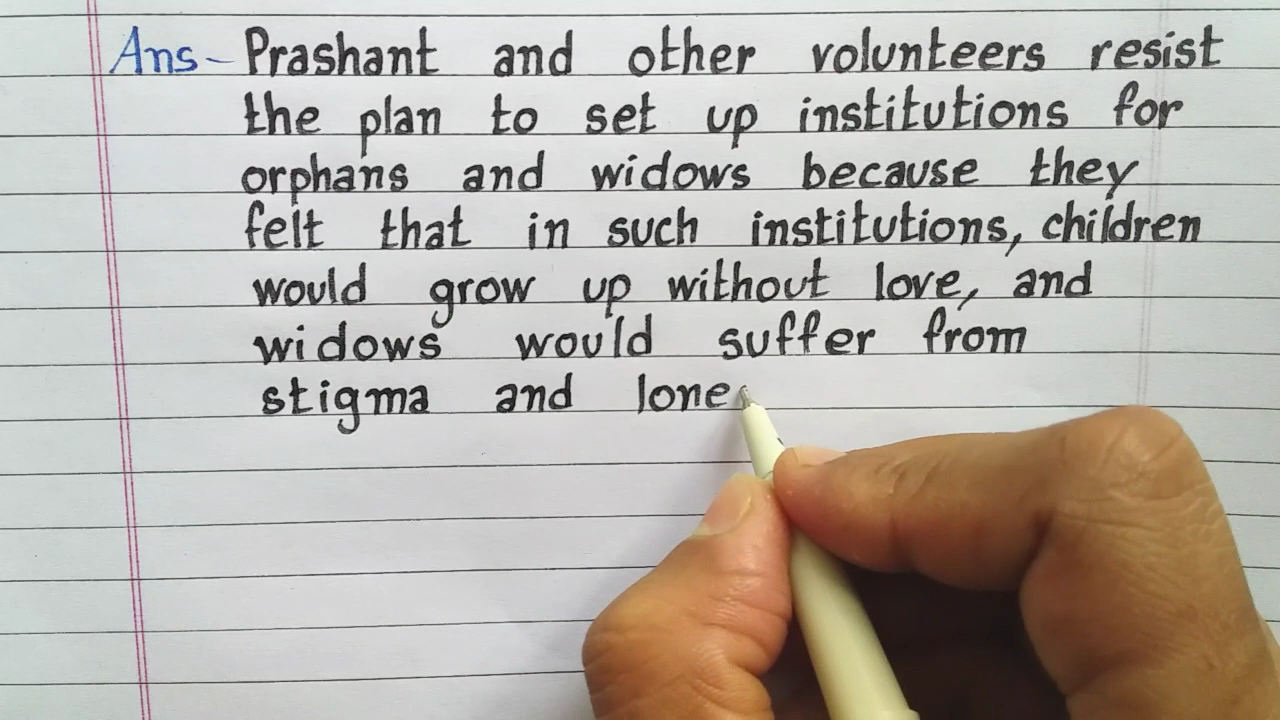 Ans- Prashant and other volunteers resist
the plan to set up institutions for
orphans and widows because they
felt that in such institutions, children
would grow up without love, and
widows would suffer from
stigma and lone